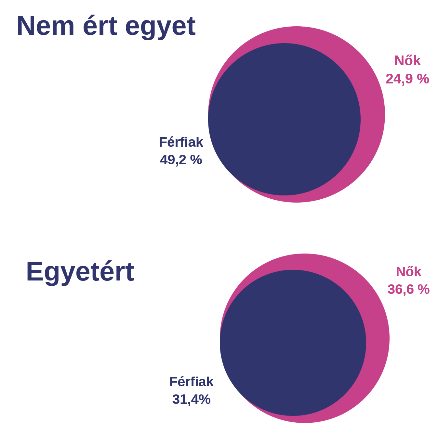 Nem ért egyet
Nők
24,9 %
Férfiak
49,2 %
Egyetért
Nők
36,6 %
Férfiak
31,4%